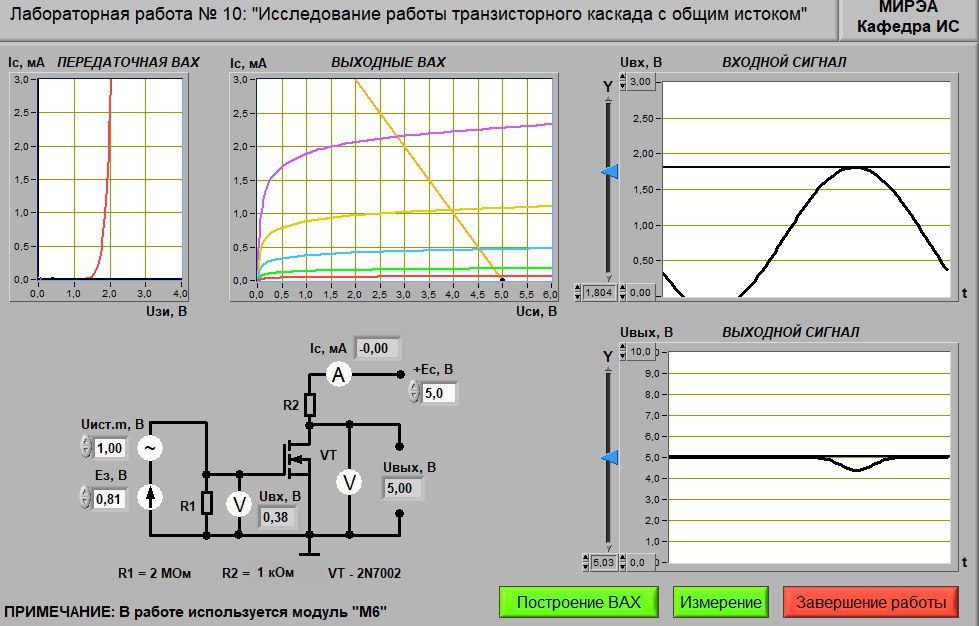 Лабораторная работа № 10: "Исследование работы транзисторного каскада с общим истоком"
МИРЭА
Кафедра ИС
Ic, мА ПЕРЕДАТОЧНАЯ ВАХ
3,0
2,5
2,0
1,5
1,0
0,5
0,0
0,0 1,0 2,0 3,0 4,0
Uзи, В
Ic, мА ВЫХОДНЫЕ ВАХ
3,0
2,5
2,0
1,5
1,0
0,5
0,0
0,0 0,5 1,0 1,5 2,0 2,5 3,0 3,5 4,0 4,5 5,0 5,5 6,0
Uси, В
Uвх, В ВХОДНОЙ СИГНАЛ
Y
3,00
2,50
2,00
1,50
1,00
0,50
1,804 0,00
t
Uвых, В ВЫХОДНОЙ СИГНАЛ
Y
10,0
9,0
8,0
7,0
6,0
5,0
4,0
3,0
2,0
1,0
5,03 0,0
t
Ic, мА -0,00
A
+Ec, В
5,0
R2
Uист.m, В
1,00
~
Eз, В
0,81
R1
V
Uвх, В
0,38
VT
V
Uвых, В
5,00
R1 = 2 МОм R2 = 1 кОм VT - 2N7002
ПРИМЕЧАНИЕ: В работе используется модуль "М6"
Построение ВАХ
Измерение
Завершение работы